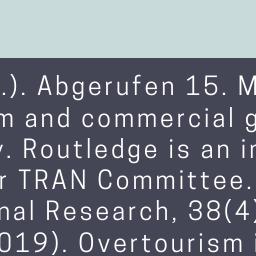 .). Abgerufen 15. M
m and commercial g
y. Routledge is an in
r TRAN Committee.
nal Research, 38(4)
019). Overtourism i